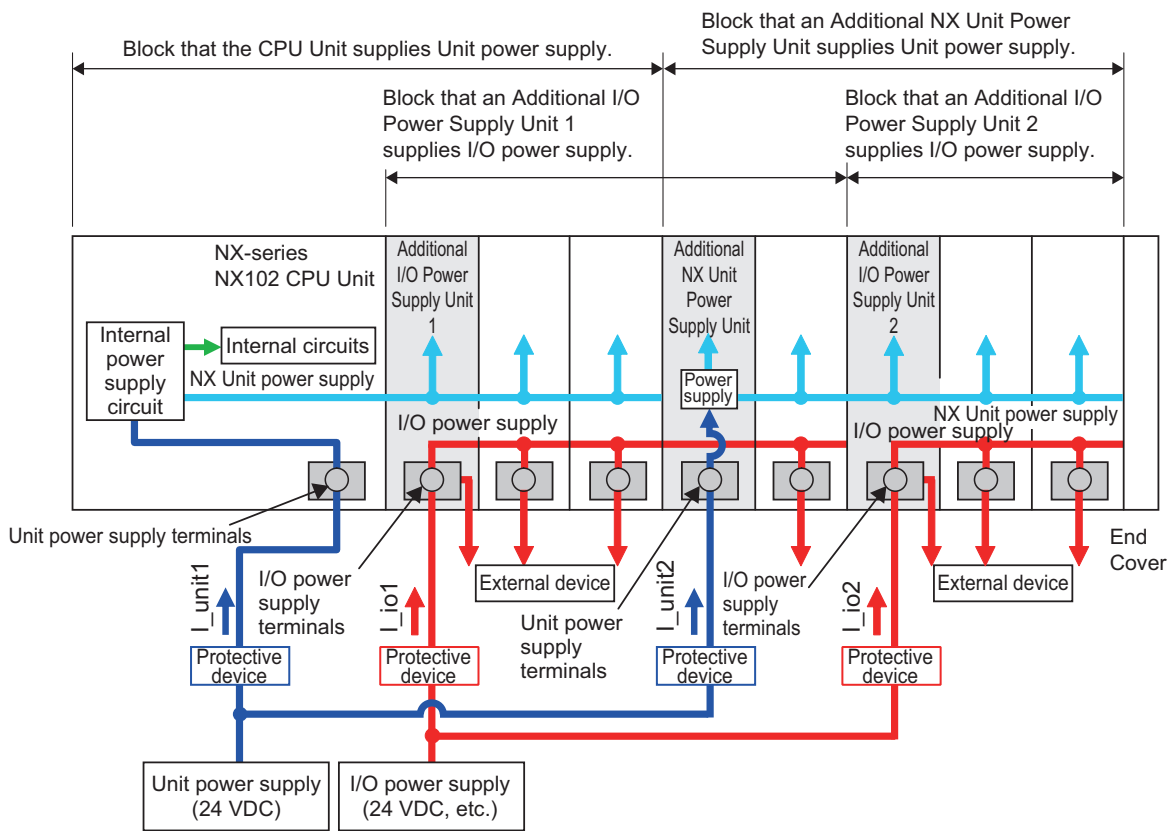 Block that the CPU Unit supplies Unit power supply.
Block that an Additional NX Unit Power
Supply Unit supplies Unit power supply.
Block that an Additional I/O
Power Supply Unit 1
supplies I/O power supply.
Block that an Additional I/O
Power Supply Unit 2
supplies I/O power supply.
NX-series
NX102 CPU Unit
Additional
I/O Power
Supply Unit
1
Additional
NX Unit
Power
Supply Unit
Additional
I/O Power
Supply Unit
2
Internal
power
supply
circuit
Internal circuits
NX Unit power supply
Power
supply
NX Unit power supply
I/O power supply
I/O power supply
Unit power supply terminals
I/O power
supply
terminals
External device
Unit power
supply
terminals
I/O power
supply
terminals
External device
End
Cover
I_unit1
I_io1
I_unit2
I_io2
Protective
device
Protective
device
Protective
device
Protective
device
Unit power supply
(24 VDC)
I/O power supply
(24 VDC, etc.)